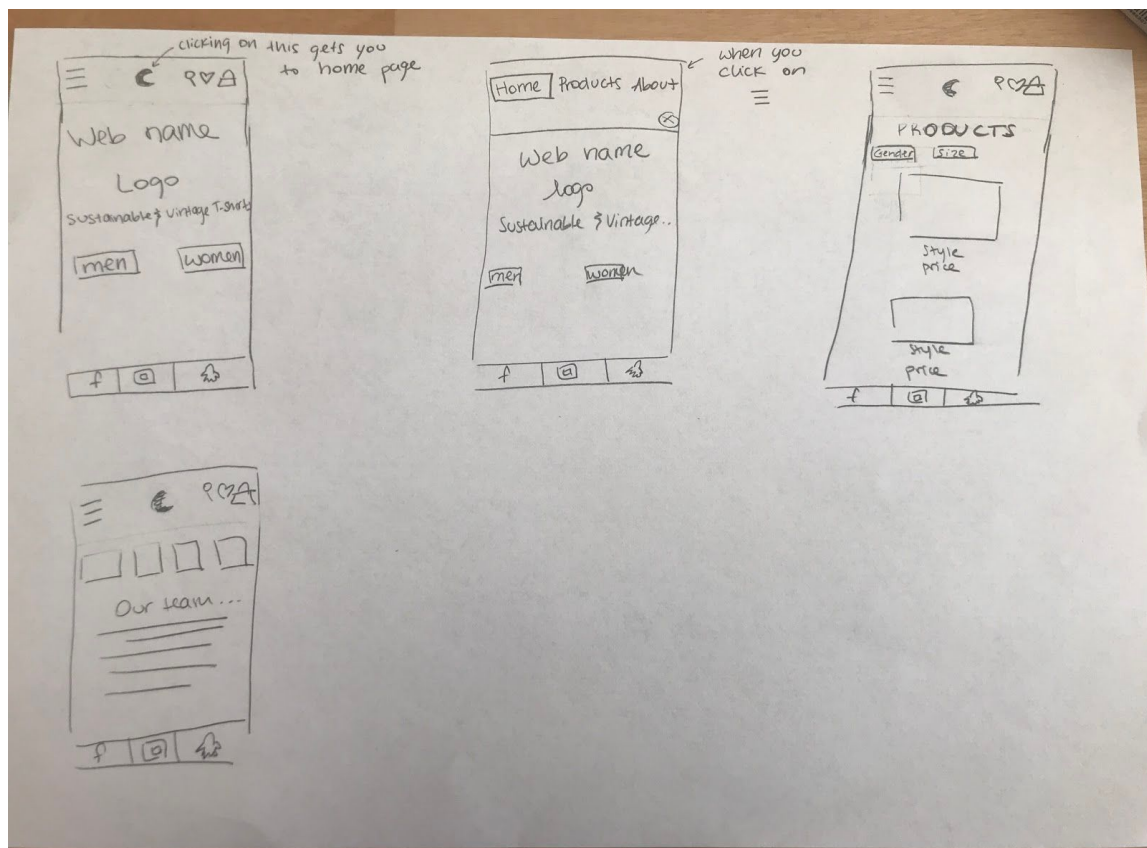 clicking on this gets you
to home page
Web name
Logo
Sustainable & Vintage T-Shirts
men women
f
when you
click on
Home Products About
Web name
logo
Sustainable & Vintage..
men women
f
PRODUCTS
Gender Size
style
price
style
price
f
Our team...
f